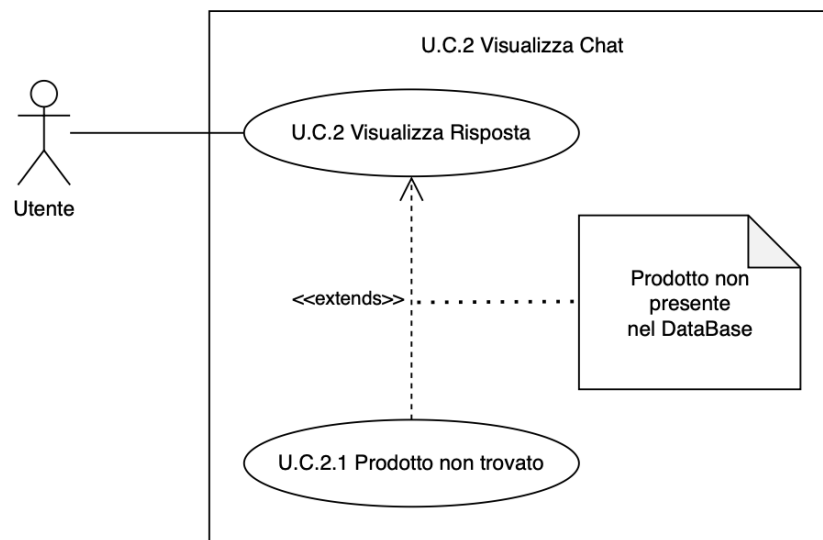 U.C.2 Visualizza Chat
U.C.2 Visualizza Risposta
Utente
<<extends>>
Prodotto non
presente
nel DataBase
U.C.2.1 Prodotto non trovato